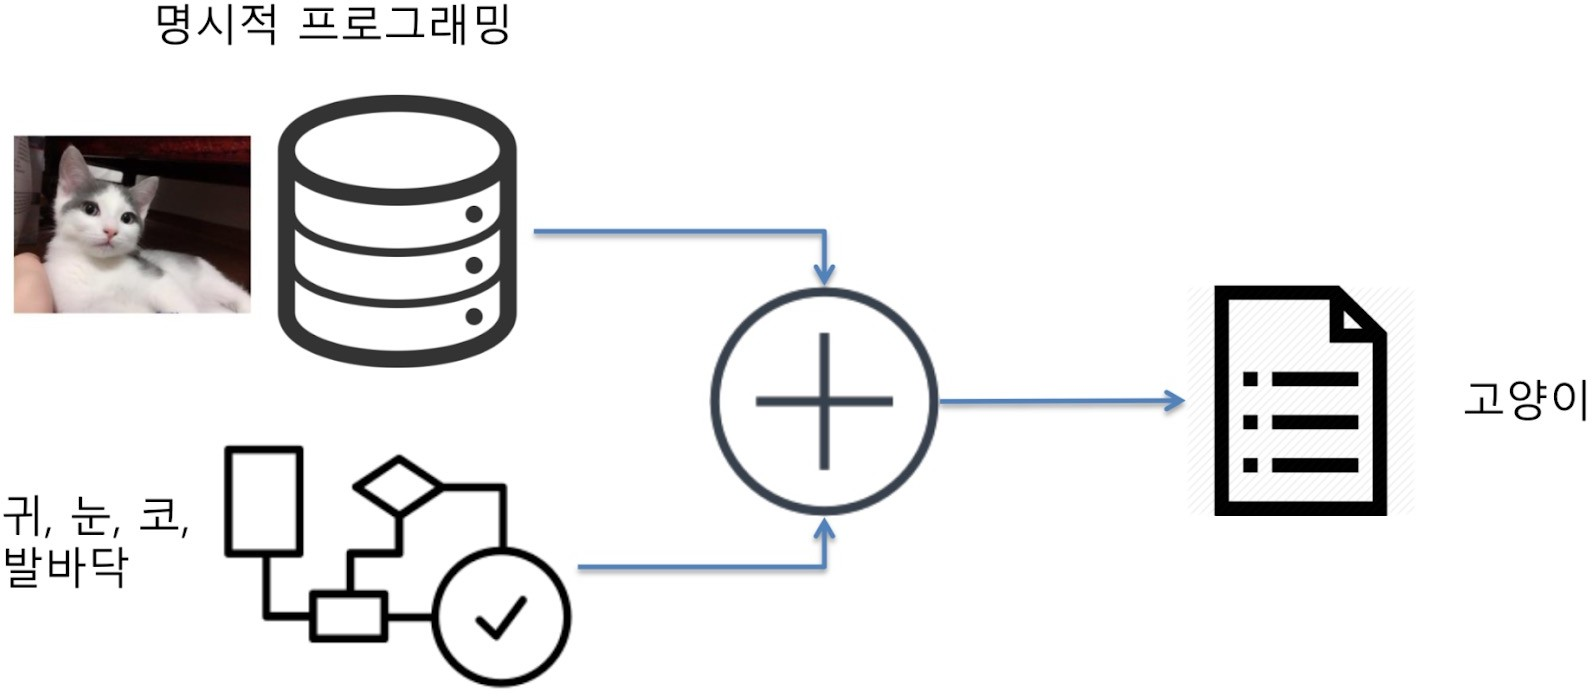 명시적 프로그래밍
귀, 눈, 코,
발바닥
고양이